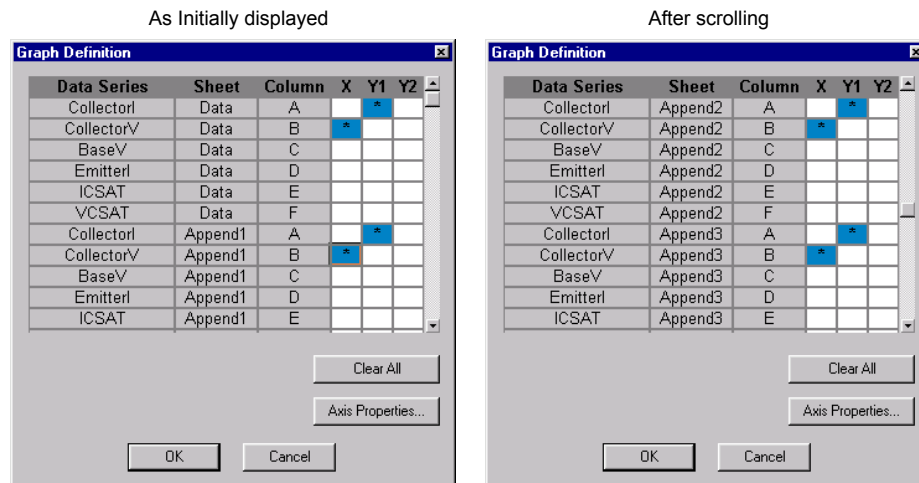 As Initially displayed
After scrolling
Graph Definition
Data Series Sheet Column X Y1 Y2
CollectorI Data A *
CollectorV Data B *
BaseV Data C
EmitterI Data D
ICSAT Data E
VCSAT Data F
CollectorI Append1 A *
CollectorV Append1 B *
BaseV Append1 C
EmitterI Append1 D
ICSAT Append1 E
Clear All
Axis Properties...
OK Cancel
Graph Definition
Data Series Sheet Column X Y1 Y2
CollectorI Append2 A *
CollectorV Append2 B *
BaseV Append2 C
EmitterI Append2 D
ICSAT Append2 E
VCSAT Append2 F
CollectorI Append3 A *
CollectorV Append3 B *
BaseV Append3 C
EmitterI Append3 D
ICSAT Append3 E
Clear All
Axis Properties...
OK Cancel